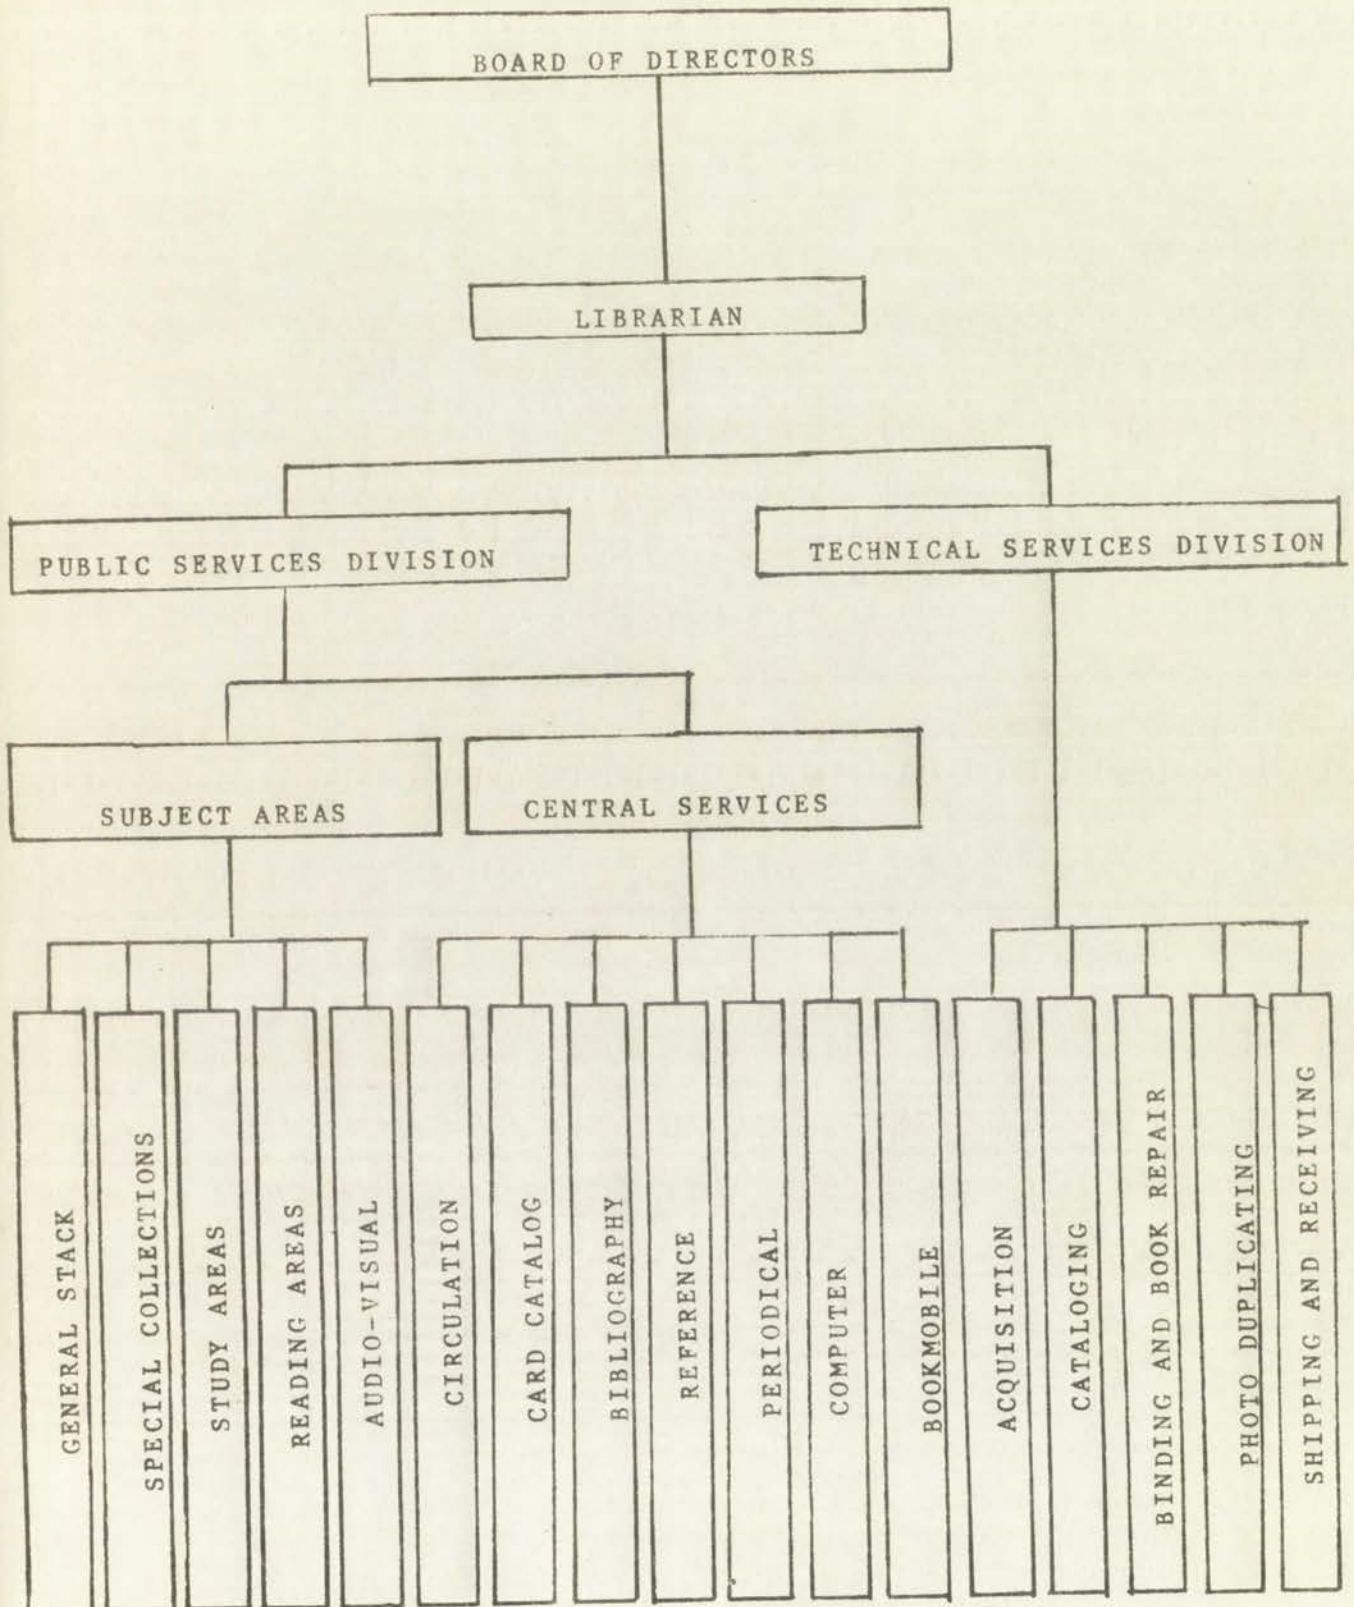 BOARD OF DIRECTORS
LIBRARIAN
PUBLIC SERVICES DIVISION
TECHNICAL SERVICES DIVISION
SUBJECT AREAS
CENTRAL SERVICES
GENERAL STACK
SPECIAL COLLECTIONS
STUDY AREAS
READING AREAS
AUDIO-VISUAL
CIRCULATION
CARD CATALOG
BIBLIOGRAPHY
REFERENCE
PERIODICAL
COMPUTER
BOOKMOBILE
ACQUISITION
CATALOGING
BINDING AND BOOK REPAIR
PHOTO DUPLICATING
SHIPPING AND RECEIVING